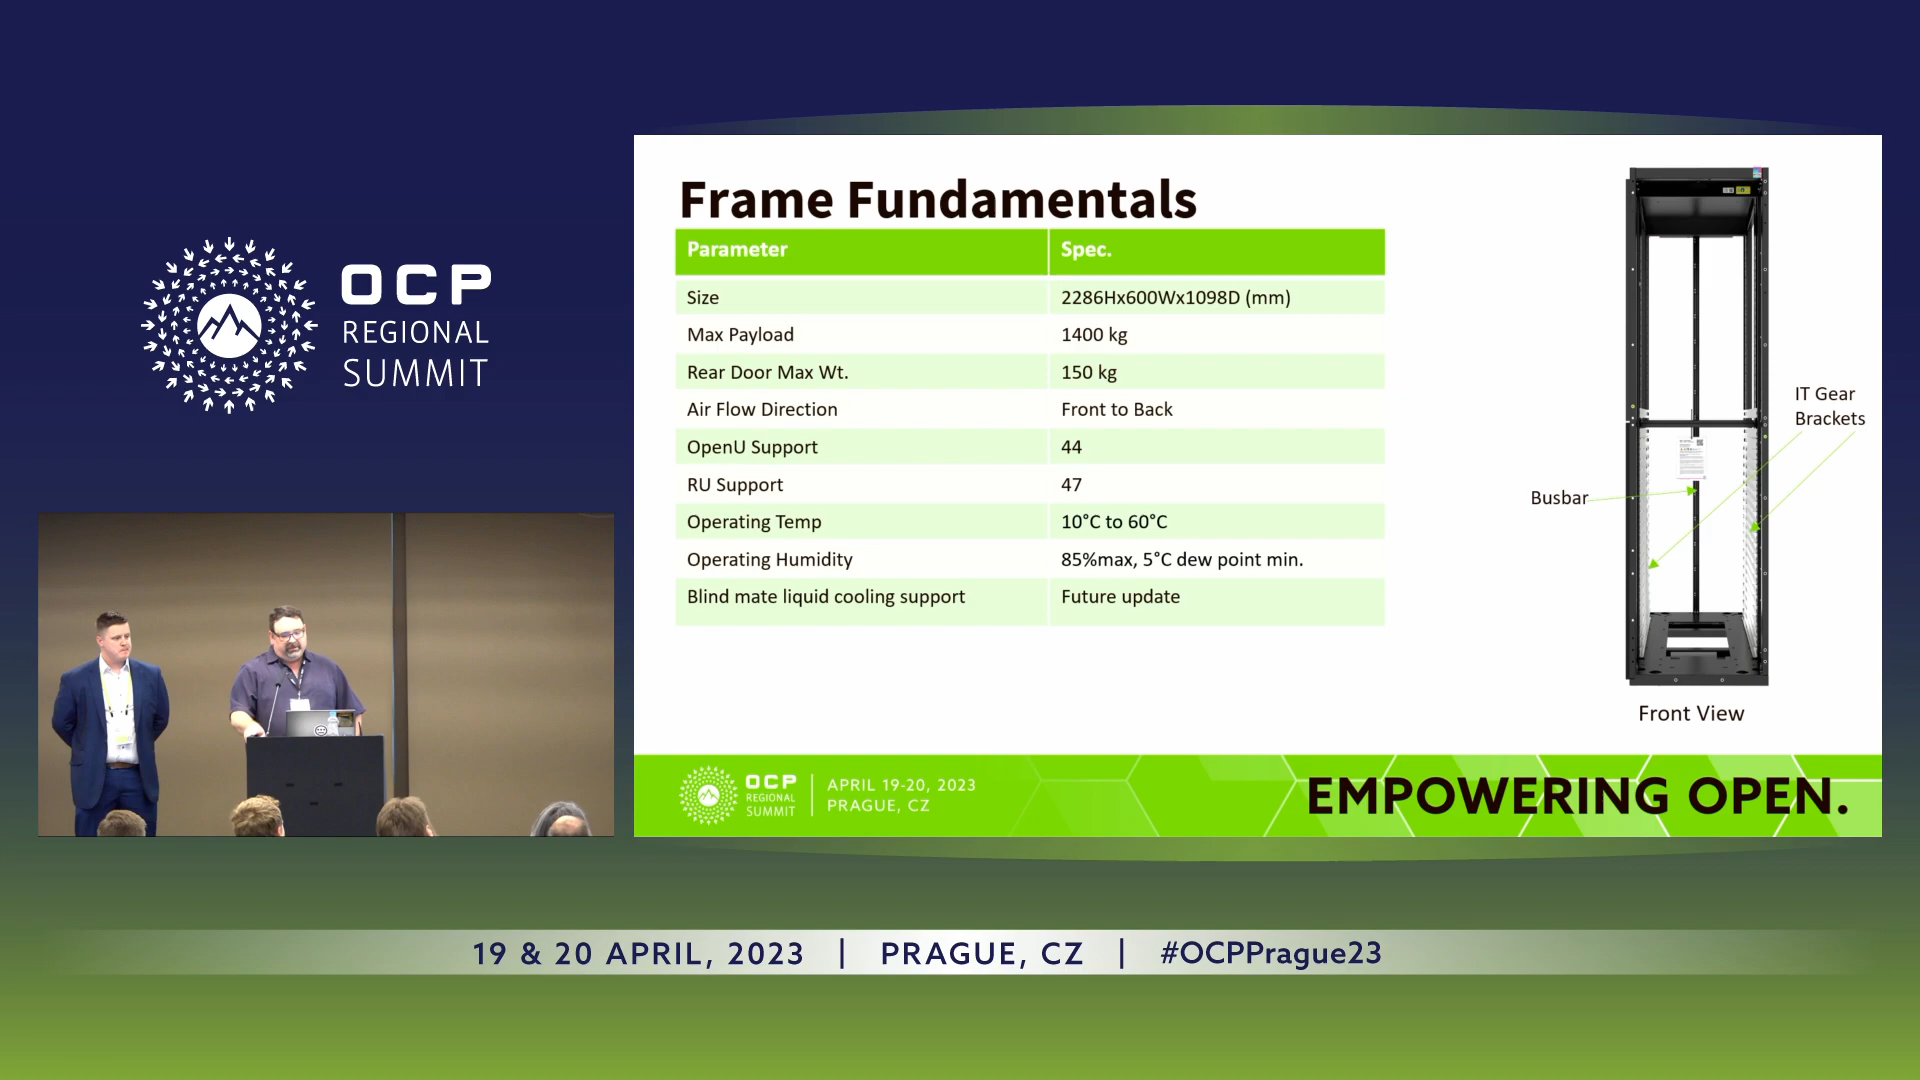 OCP
REGIONAL
SUMMIT
Frame Fundamentals
Parameter Spec.
Size 2286Hx600Wx1098D (mm)
Max Payload 1400 kg
Rear Door Max Wt. 150 kg
Air Flow Direction Front to Back
OpenU Support 44
RU Support 47
Operating Temp 10°C to 60°C
Operating Humidity 85%max, 5°C dew point min.
Blind mate liquid cooling support Future update
IT Gear
Brackets
Busbar
Front View
OCP
REGIONAL
SUMMIT
APRIL 19-20, 2023
PRAGUE, CZ
EMPOWERING OPEN.
19 & 20 APRIL, 2023 | PRAGUE, CZ | #OCPPrague23